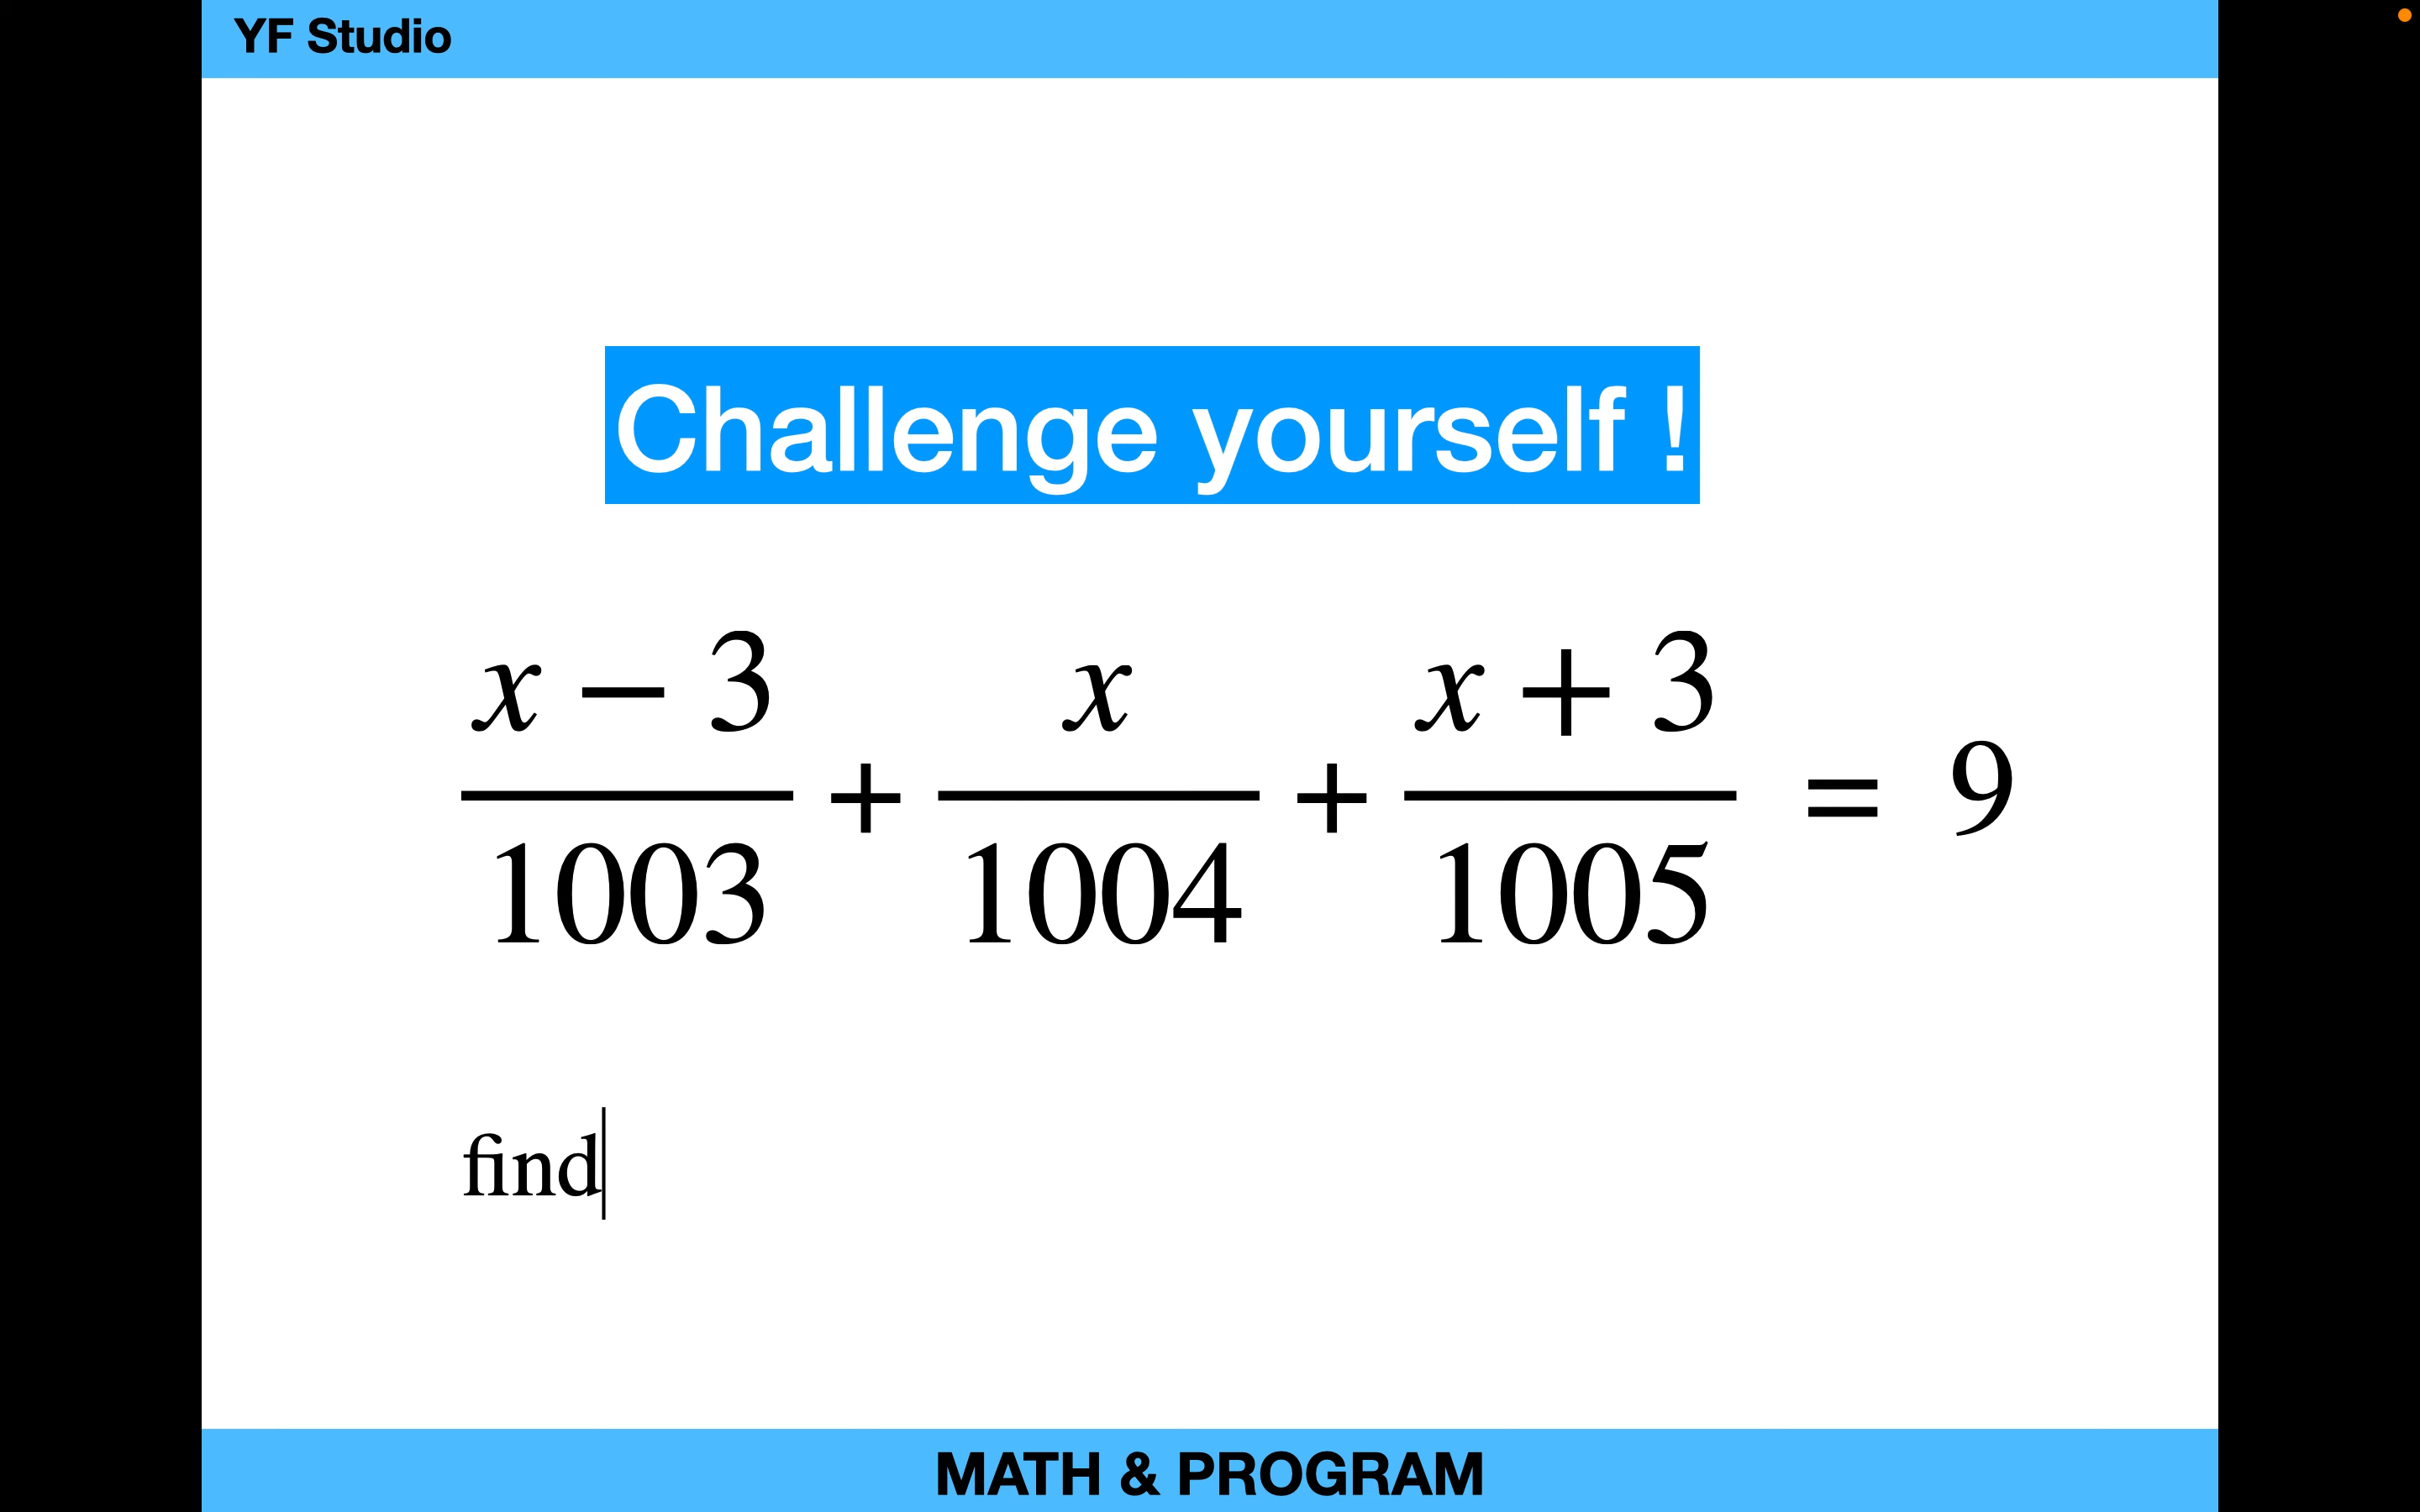 YF Studio
Challenge yourself !
x − 3 / 1003 + x / 1004 + x + 3 / 1005 = 9
find
MATH & PROGRAM